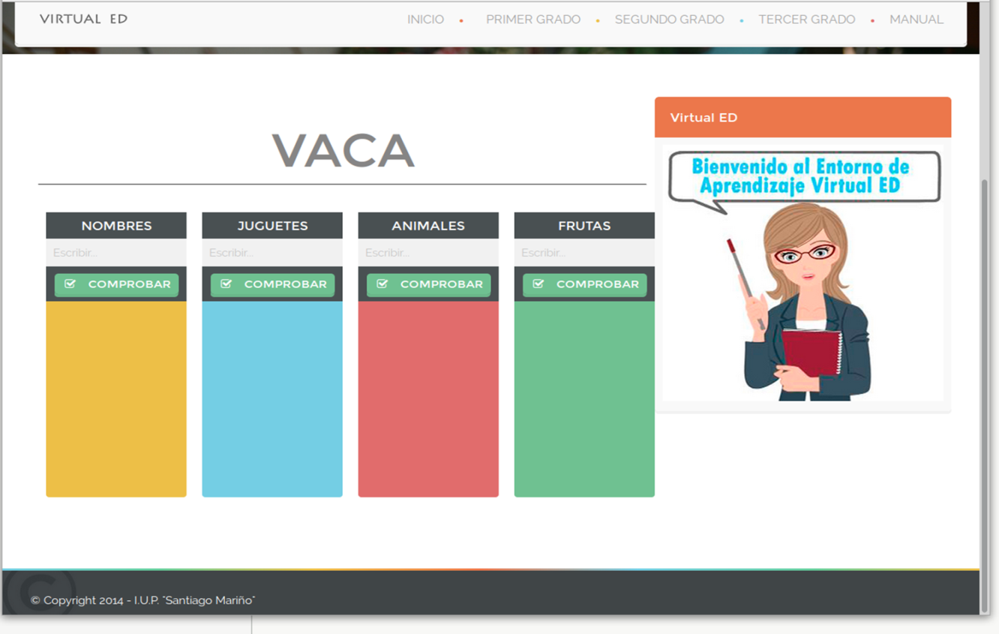 VIRTUAL ED
INICIO • PRIMER GRADO • SEGUNDO GRADO • TERCER GRADO • MANUAL
VACA
NOMBRES
Escribir...
COMPROBAR
JUGUETES
Escribir...
COMPROBAR
ANIMALES
Escribir...
COMPROBAR
FRUTAS
Escribir...
COMPROBAR
Virtual ED
Bienvenido al Entorno de
Aprendizaje Virtual ED
© Copyright 2014 - I.U.P. "Santiago Mariño"